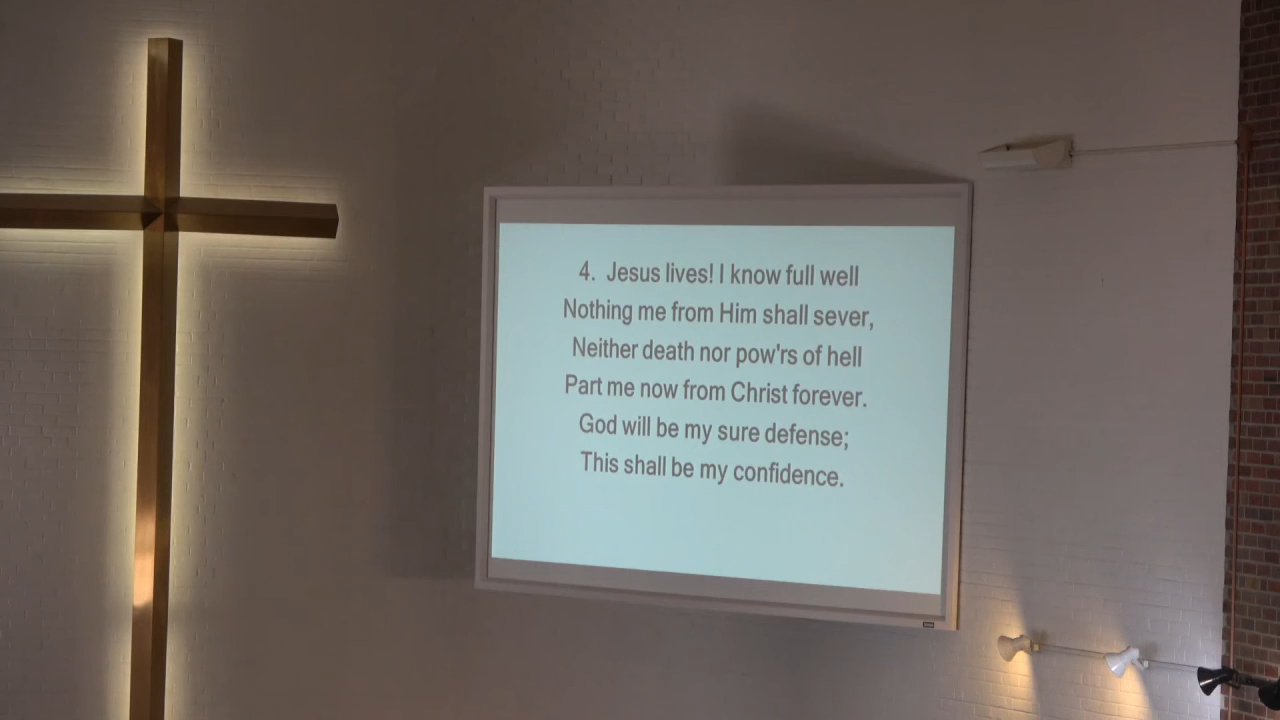 4. Jesus lives! I know full well
Nothing me from Him shall sever,
Neither death nor pow'rs of hell
Part me now from Christ forever.
God will be my sure defense;
This shall be my confidence.